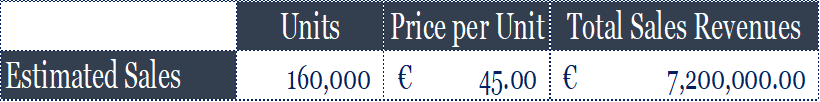 Units Price per Unit Total Sales Revenues
Estimated Sales 160,000 € 45.00 € 7,200,000.00